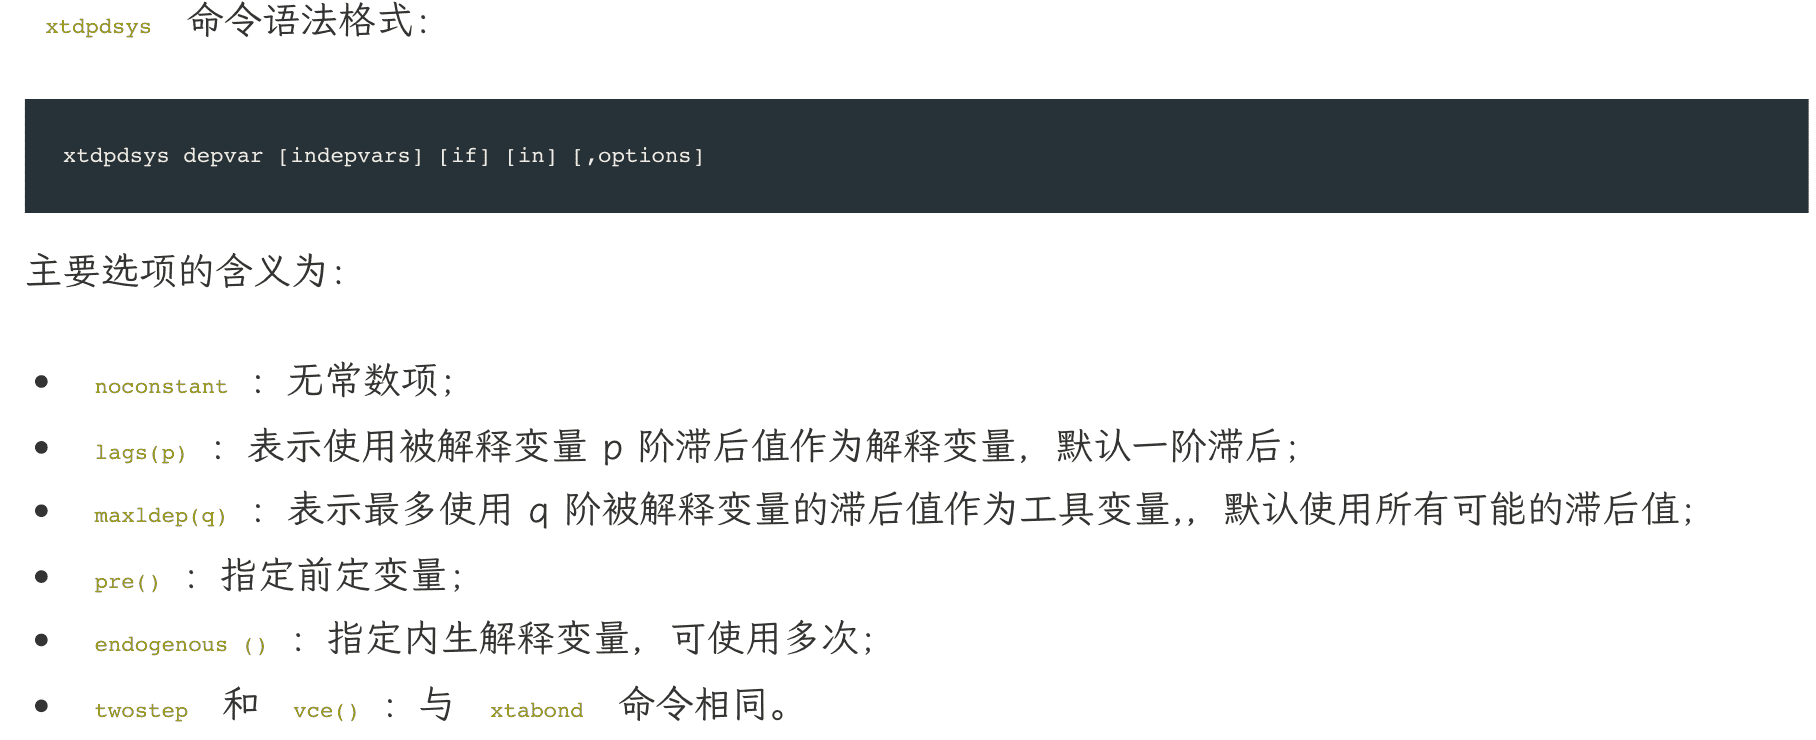 xtdpdsys 命令语法格式：
xtdpdsys depvar [indepvars] [if] [in] [,options]
主要选项的含义为：
• noconstant ：无常数项；
• lags(p) ：表示使用被解释变量 p 阶滞后值作为解释变量，默认一阶滞后；
• maxldep(q) ：表示最多使用 q 阶被解释变量的滞后值作为工具变量,，默认使用所有可能的滞后值；
• pre() ：指定前定变量；
• endogenous () ：指定内生解释变量，可使用多次；
• twostep 和 vce() ：与 xtabond 命令相同。